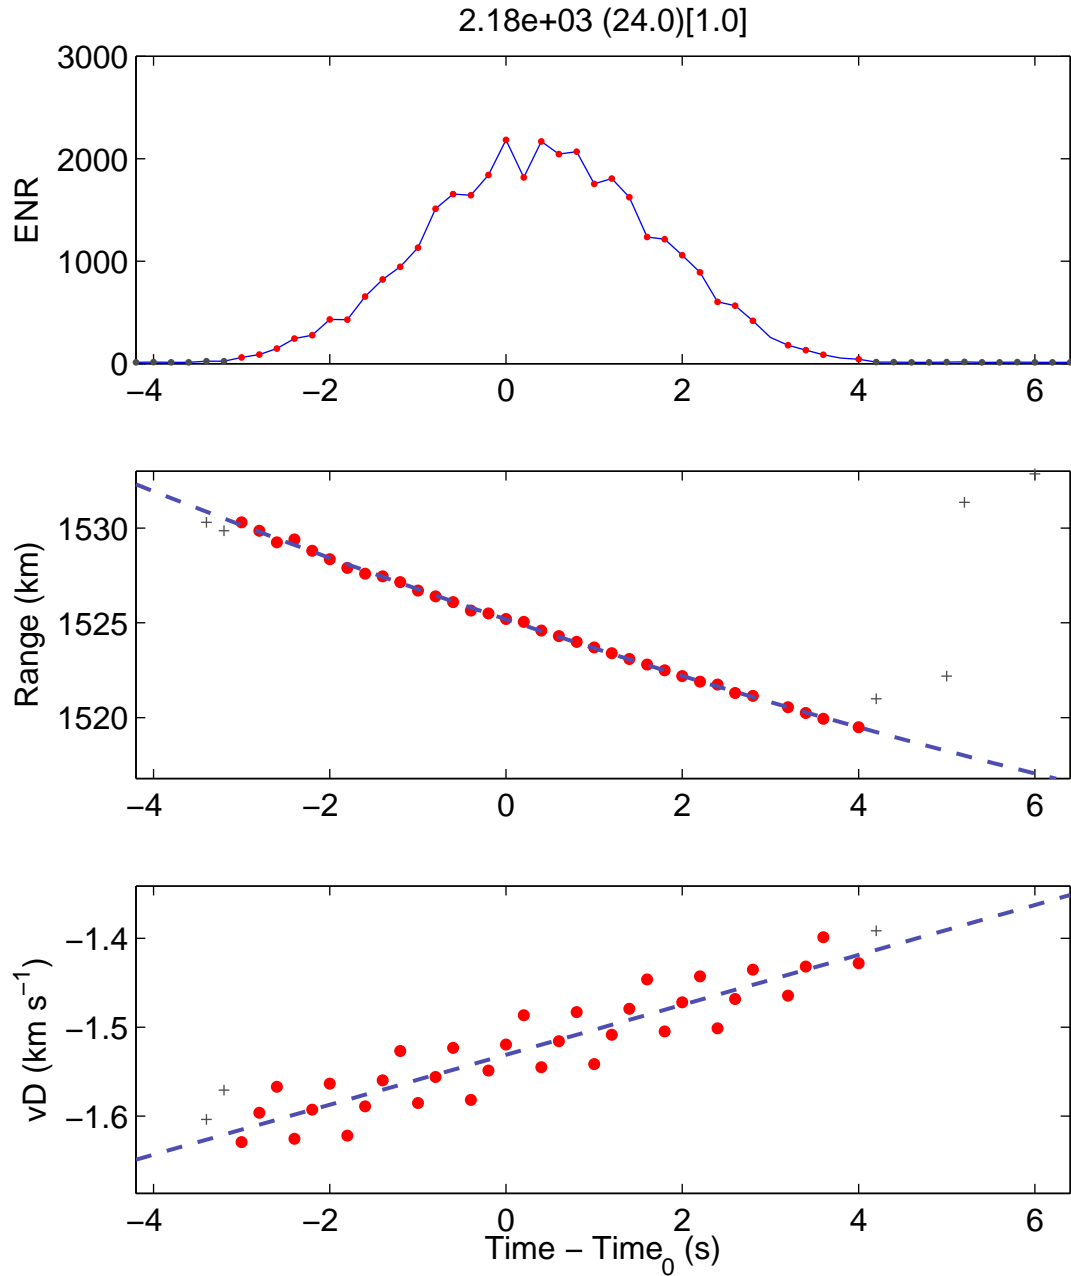 2.18e+03 (24.0)[1.0]
3000
2000
1000
0
ENR
−4 −2 0 2 4 6
1530
1525
1520
Range (km)
−4 −2 0 2 4 6
−1.4
−1.5
−1.6
vD (km s⁻¹)
−4 −2 0 2 4 6
Time − Time₀ (s)